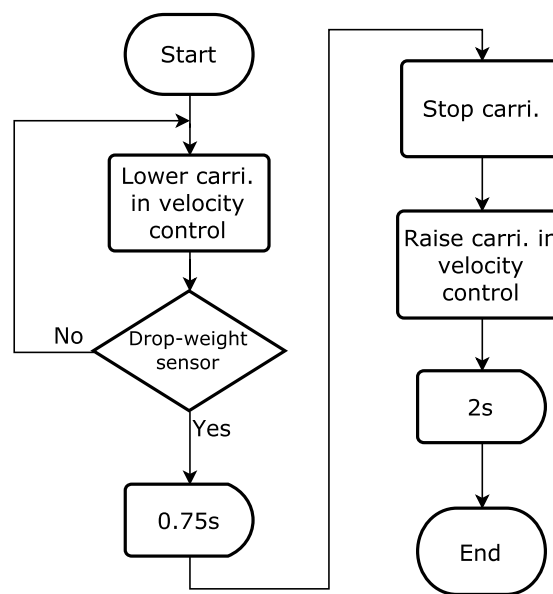 Start
Lower carri.
in velocity
control
Drop-weight
sensor
No
Yes
0.75s
Stop carri.
Raise carri. in
velocity
control
2s
End